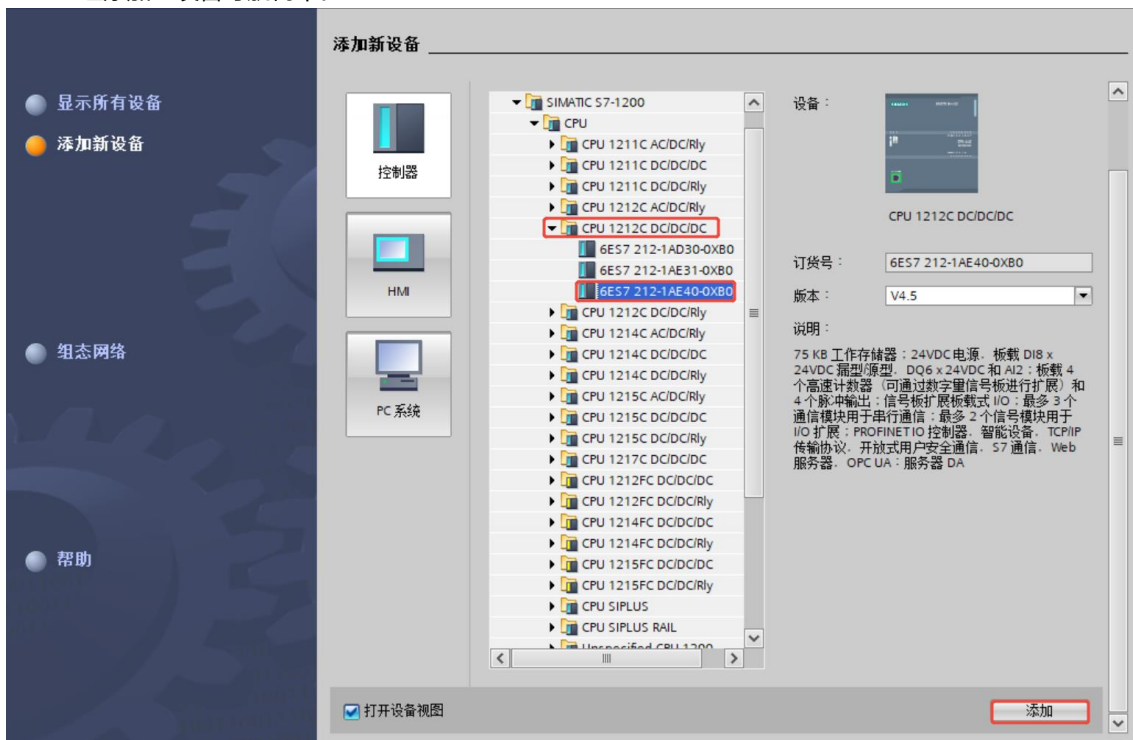 添加新设备
显示所有设备
添加新设备
组态网络
帮助
控制器
HMI
PC 系统
SIMATIC S7-1200
CPU
CPU 1211C AC/DC/Rly
CPU 1211C DC/DC/DC
CPU 1211C DC/DC/Rly
CPU 1212C AC/DC/Rly
CPU 1212C DC/DC/DC
6ES7 212-1AD30-0XB0
6ES7 212-1AE31-0XB0
6ES7 212-1AE40-0XB0
CPU 1212C DC/DC/Rly
CPU 1214C AC/DC/Rly
CPU 1214C DC/DC/DC
CPU 1214C DC/DC/Rly
CPU 1215C AC/DC/Rly
CPU 1215C DC/DC/DC
CPU 1215C DC/DC/Rly
CPU 1217C DC/DC/DC
CPU 1212FC DC/DC/DC
CPU 1212FC DC/DC/Rly
CPU 1214FC DC/DC/DC
CPU 1214FC DC/DC/Rly
CPU 1215FC DC/DC/DC
CPU 1215FC DC/DC/Rly
CPU SIPLUS
CPU SIPLUS RAIL
Unspecified CPU 1200
设备：
CPU 1212C DC/DC/DC
订货号： 6ES7 212-1AE40-0XB0
版本： V4.5
说明：
75 KB 工作存储器；24VDC 电源、板载 DI8 x
24VDC 漏型/源型、DQ6 x 24VDC 和 AI2；板载 4
个高速计数器（可通过数字量信号板进行扩展）和
4 个脉冲输出；信号板扩展板载式 I/O；最多 3 个
通信模块用于串行通信；最多 2 个信号模块用于
I/O 扩展；PROFINET IO 控制器、智能设备、TCP/IP
传输协议、开放式用户安全通信、S7 通信、Web
服务器、OPC UA：服务器 DA
打开设备视图
添加